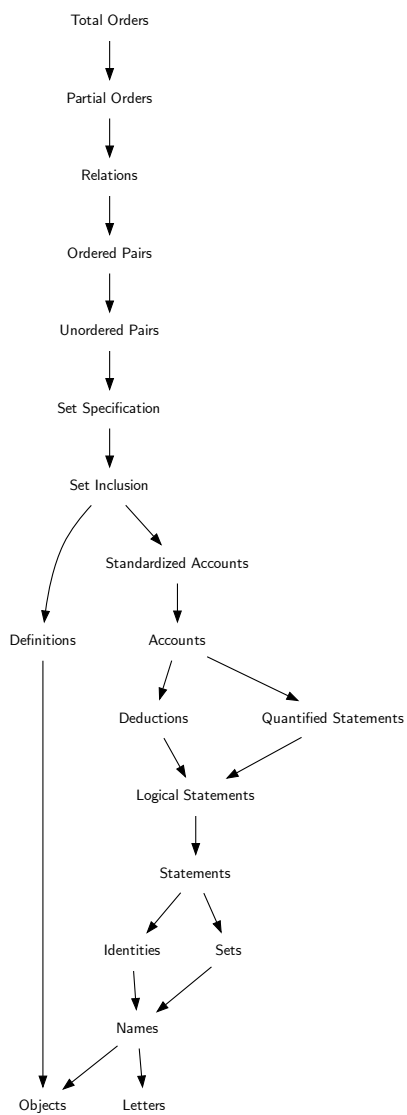 Total Orders
Partial Orders
Relations
Ordered Pairs
Unordered Pairs
Set Specification
Set Inclusion
Standardized Accounts
Definitions
Accounts
Deductions
Quantified Statements
Logical Statements
Statements
Identities
Sets
Names
Objects
Letters